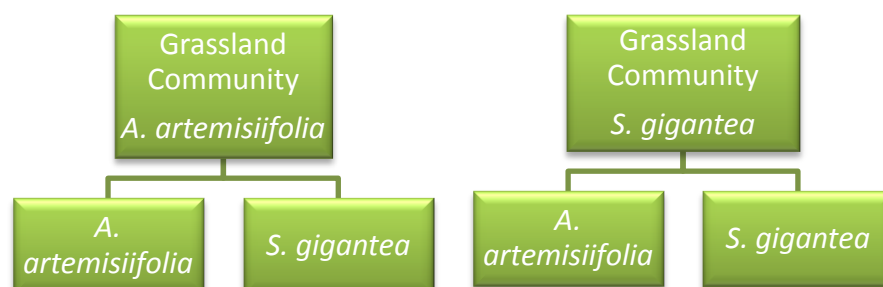 Grassland
Community
A. artemisiifolia
Grassland
Community
S. gigantea
A.
artemisiifolia
S. gigantea
A.
artemisiifolia
S. gigantea